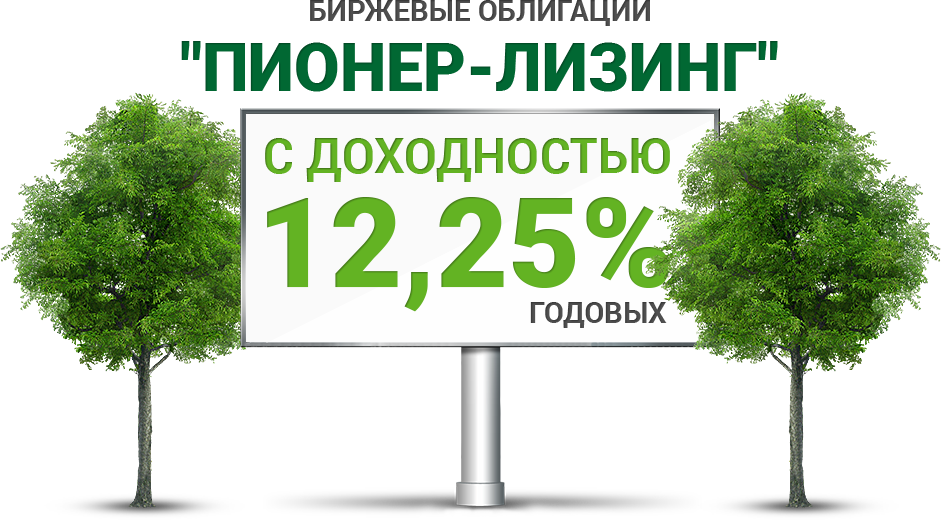 БИРЖЕВЫЕ ОБЛИГАЦИИ
"ПИОНЕР-ЛИЗИНГ"
С ДОХОДНОСТЬЮ
12,25%
ГОДОВЫХ